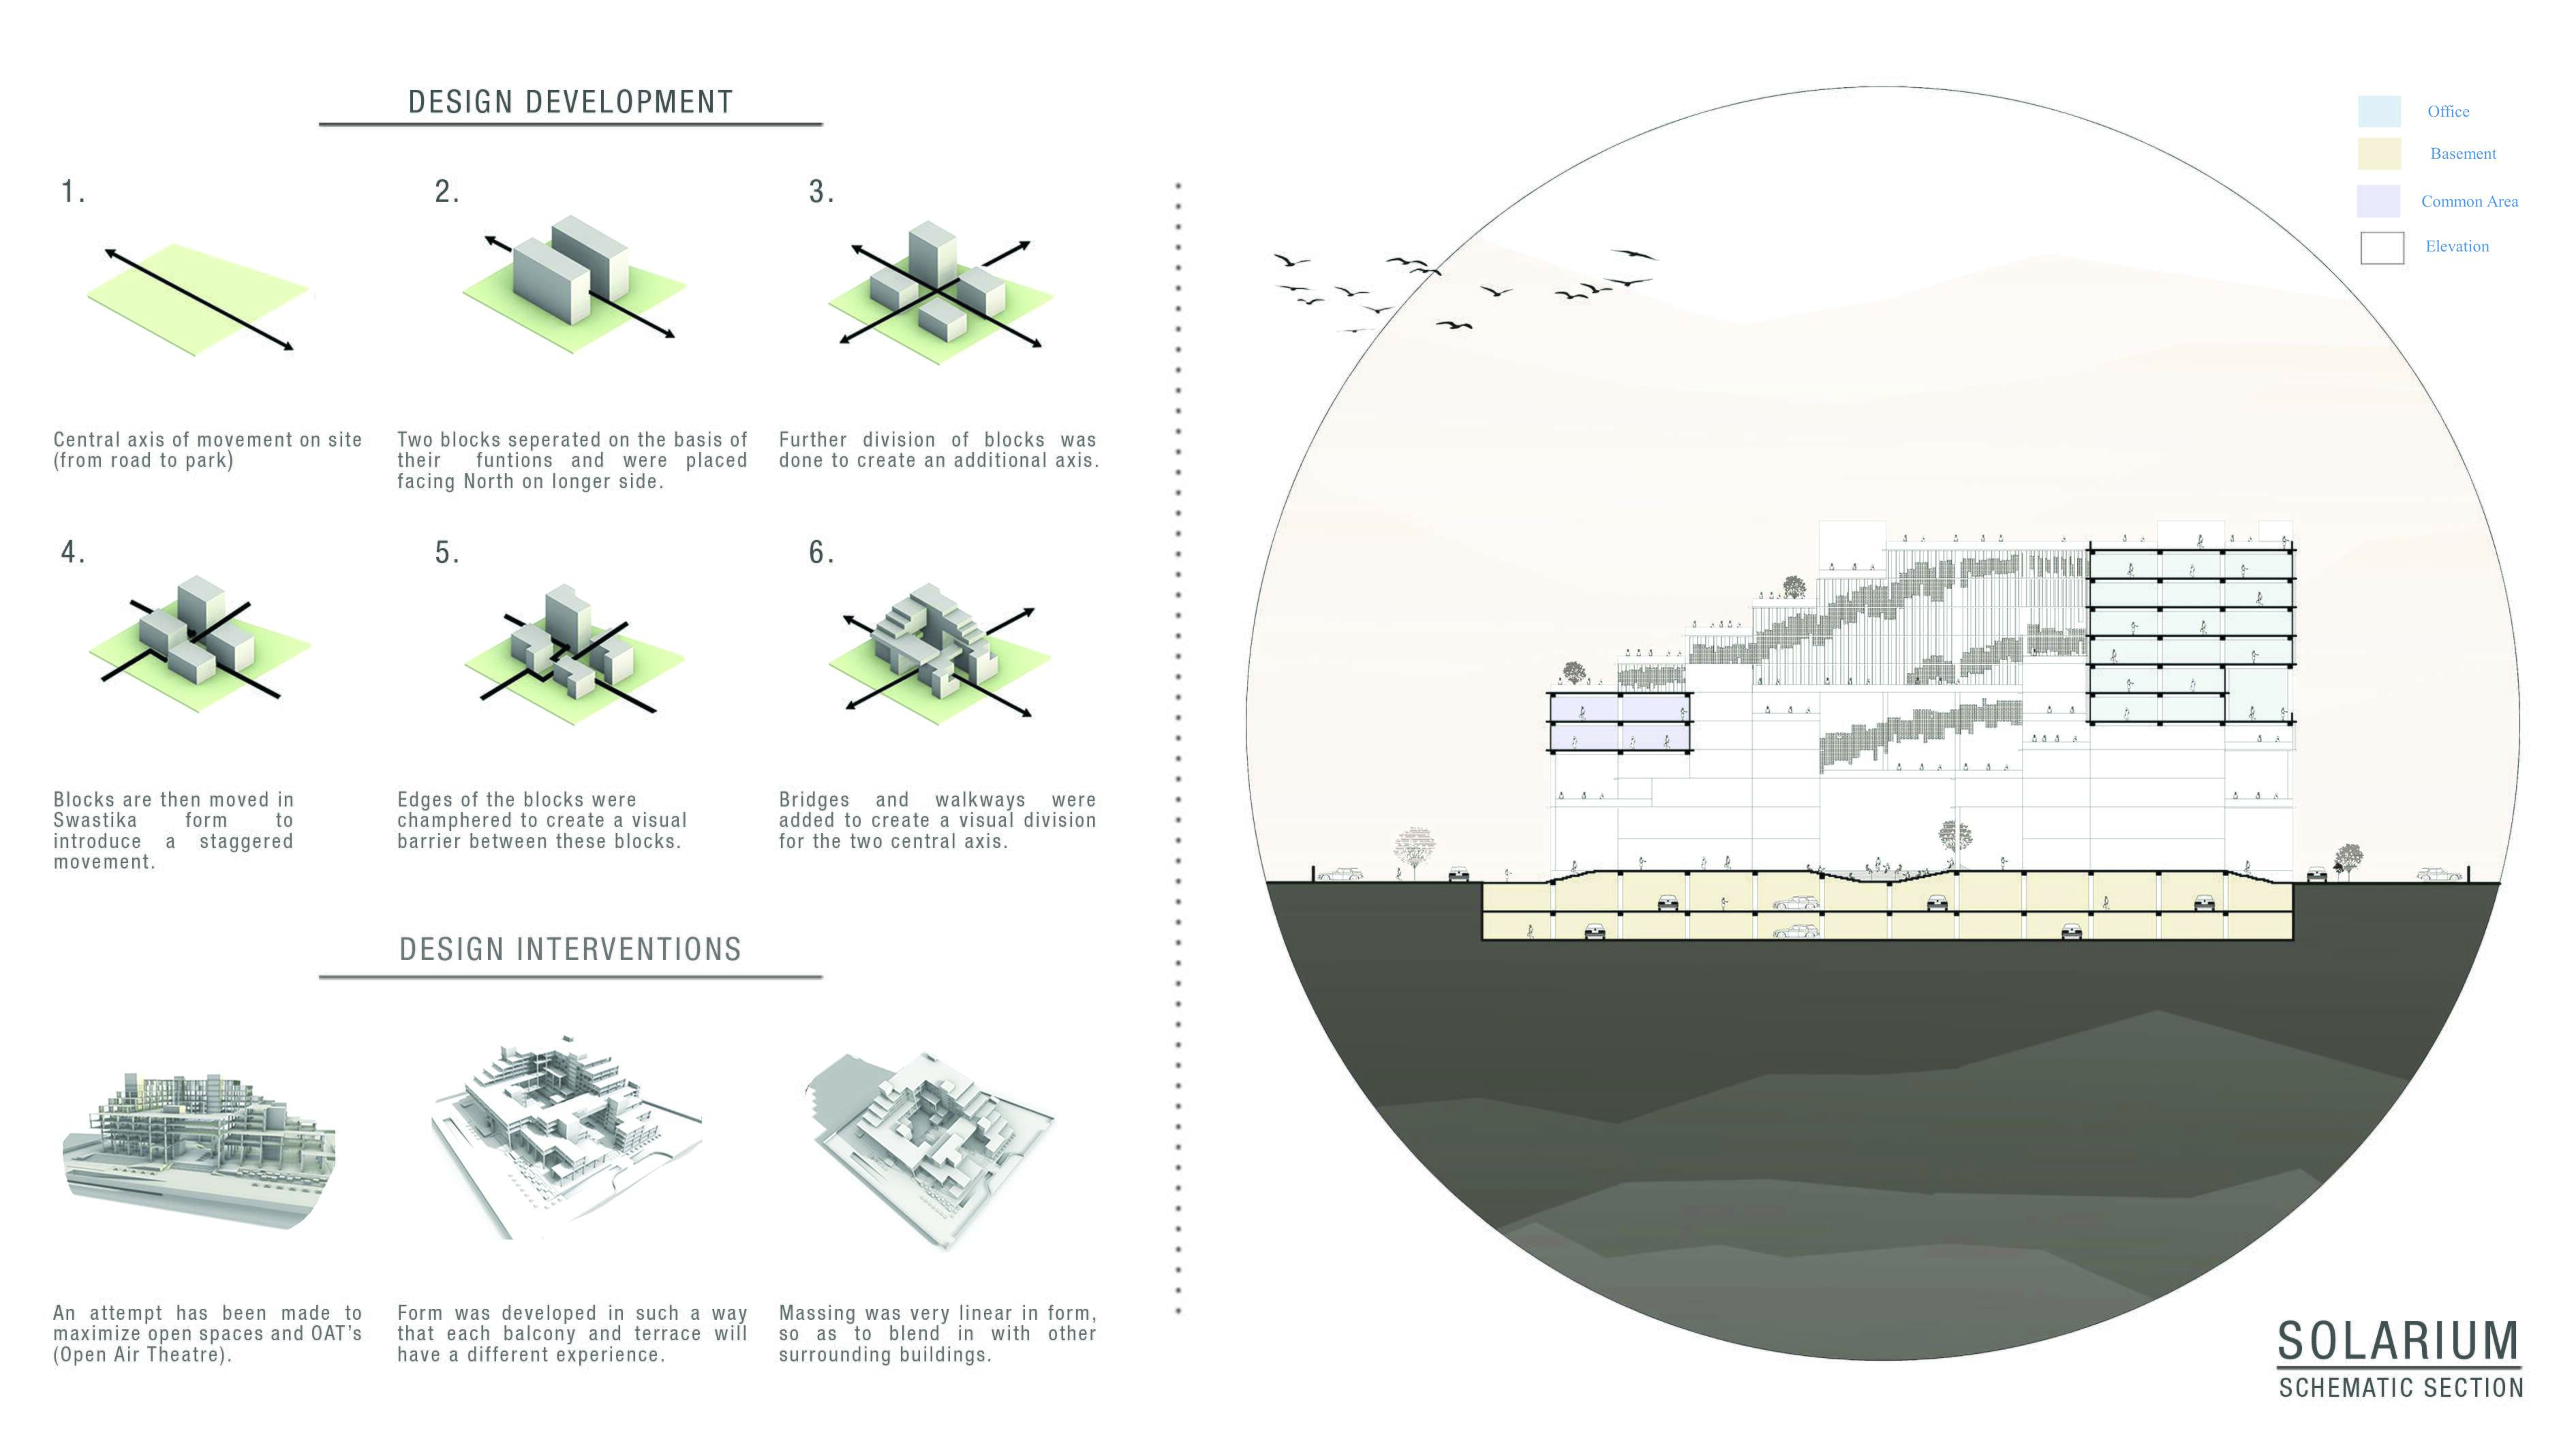 DESIGN DEVELOPMENT
1.
Central axis of movement on site
(from road to park)
2.
Two blocks seperated on the basis of
their funtions and were placed
facing North on longer side.
3.
Further division of blocks was
done to create an additional axis.
4.
Blocks are then moved in
Swastika form to
introduce a staggered
movement.
5.
Edges of the blocks were
champhered to create a visual
barrier between these blocks.
6.
Bridges and walkways were
added to create a visual division
for the two central axis.
DESIGN INTERVENTIONS
An attempt has been made to
maximize open spaces and OAT's
(Open Air Theatre).
Form was developed in such a way
that each balcony and terrace will
have a different experience.
Massing was very linear in form,
so as to blend in with other
surrounding buildings.
Office
Basement
Common Area
Elevation
SOLARIUM
SCHEMATIC SECTION